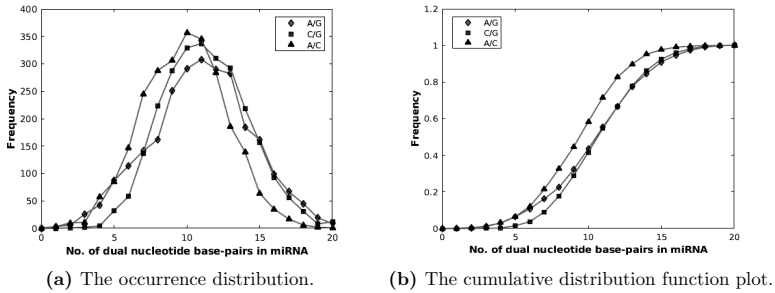 400
350
300
250
200
150
100
50
0
Frequency
A/G
C/G
A/C
0 5 10 15 20
No. of dual nucleotide base-pairs in miRNA
(a) The occurrence distribution.
1.2
1
0.8
0.6
0.4
0.2
0
Frequency
A/G
C/G
A/C
0 5 10 15 20
No. of dual nucleotide base-pairs in miRNA
(b) The cumulative distribution function plot.